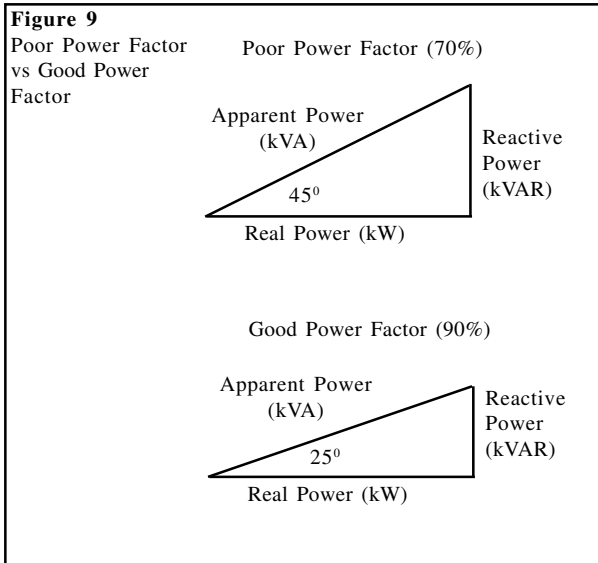 Figure 9
Poor Power Factor
vs Good Power
Factor
Poor Power Factor (70%)
Apparent Power
(kVA)
Reactive
Power
(kVAR)
45⁰
Real Power (kW)
Good Power Factor (90%)
Apparent Power
(kVA)
Reactive
Power
(kVAR)
25⁰
Real Power (kW)